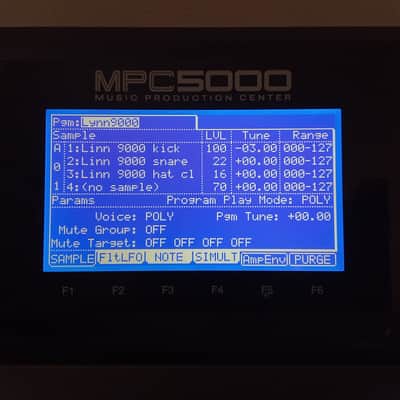 MPC5000
MUSIC PRODUCTION CENTER
Pgm:Lynn9000
Sample LVL Tune Range
A 1:Linn 9000 kick 100 -03.00 000-127
0 2:Linn 9000 snare 22 +00.00 000-127
3:Linn 9000 hat cl 16 +00.00 000-127
1 4:(no sample) 70 +00.00 000-127
Params Program Play Mode: POLY
Voice: POLY Pgm Tune: +00.00
Mute Group: OFF
Mute Target: OFF OFF OFF OFF
SAMPLE FltLFO NOTE SIMULT AmpEnv PURGE
F1 F2 F3 F4 F5 F6